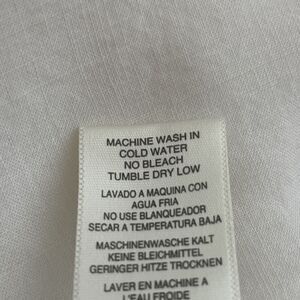 MACHINE WASH IN
COLD WATER
NO BLEACH
TUMBLE DRY LOW
LAVADO A MAQUINA CON
AGUA FRIA
NO USE BLANQUEADOR
SECAR A TEMPERATURA BAJA
MASCHINENWASCHE KALT
KEINE BLEICHMITTEL
GERINGER HITZE TROCKNEN
LAVER EN MACHINE A
L'EAU FROIDE